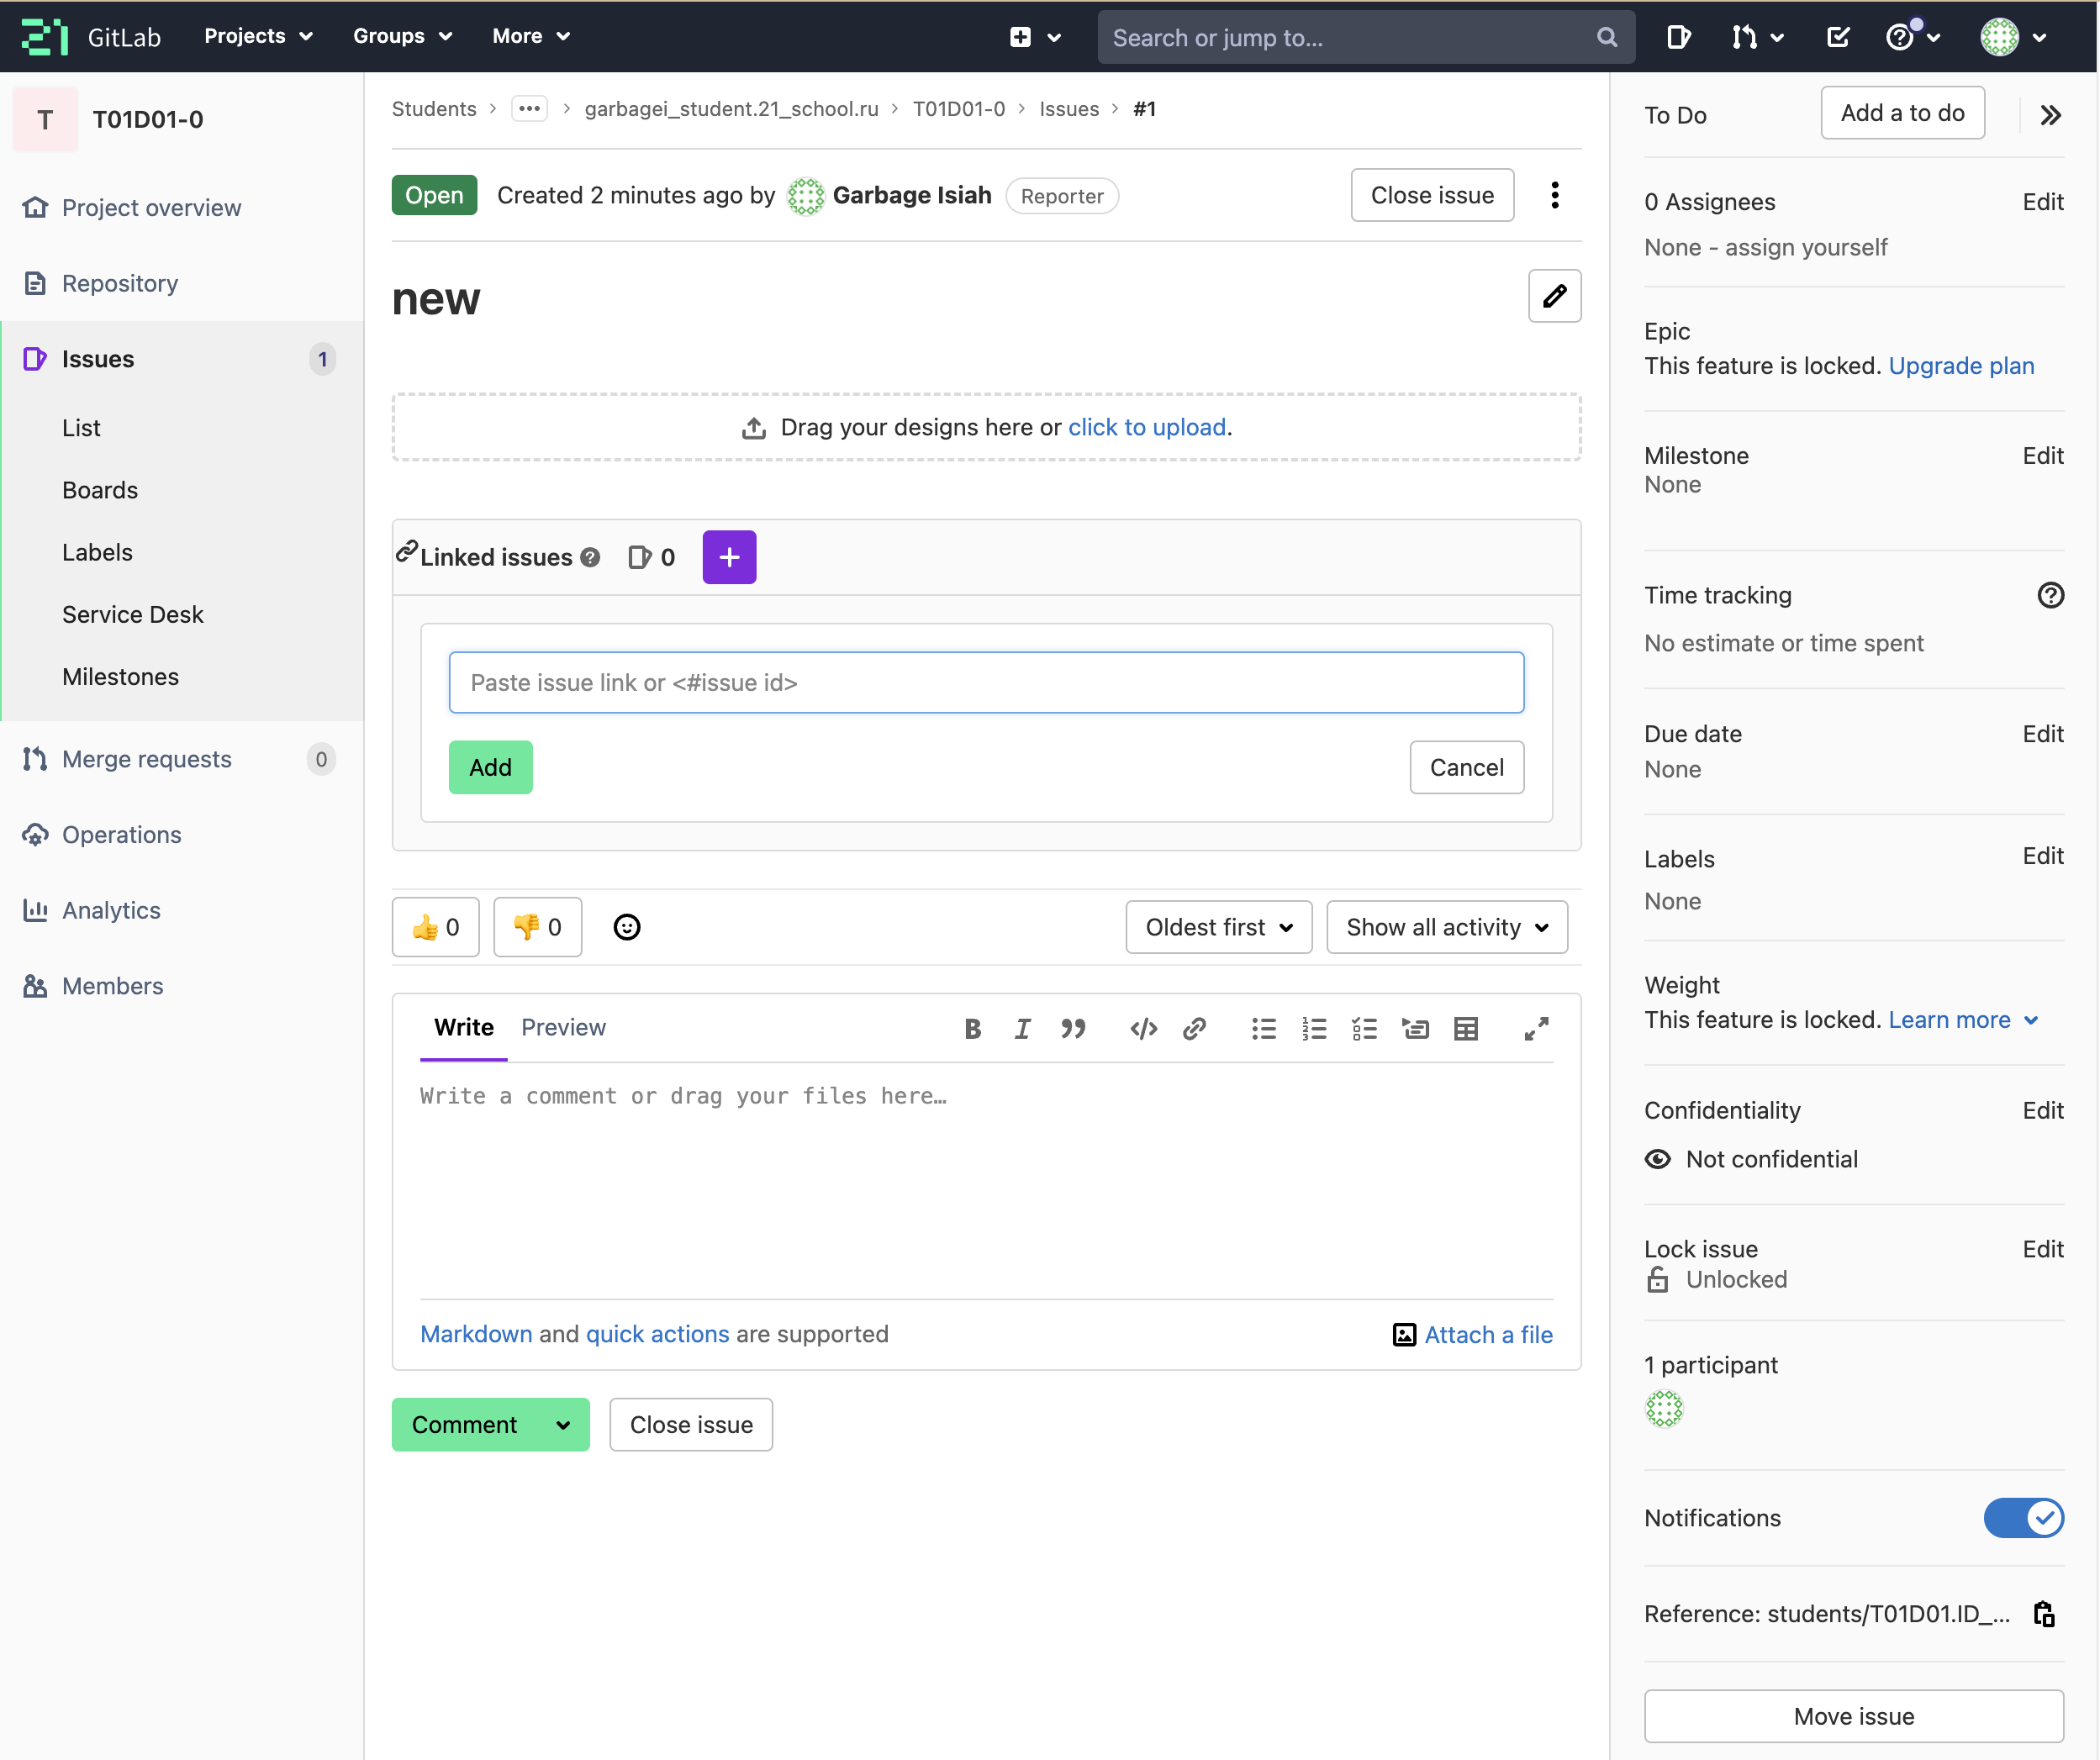 GitLab Projects Groups More Search or jump to...
T T01D01-0
Project overview
Repository
Issues 1
List
Boards
Labels
Service Desk
Milestones
Merge requests 0
Operations
Analytics
Members
Students > ••• > garbagei_student.21_school.ru > T01D01-0 > Issues > #1
Open Created 2 minutes ago by Garbage Isiah Reporter Close issue
new
Drag your designs here or click to upload.
Linked issues 0 +
Paste issue link or <#issue id>
Add Cancel
0 0 Oldest first Show all activity
Write Preview
Write a comment or drag your files here…
Markdown and quick actions are supported Attach a file
Comment Close issue
To Do Add a to do
0 Assignees Edit
None - assign yourself
Epic
This feature is locked. Upgrade plan
Milestone Edit
None
Time tracking
No estimate or time spent
Due date Edit
None
Labels Edit
None
Weight
This feature is locked. Learn more
Confidentiality Edit
Not confidential
Lock issue Edit
Unlocked
1 participant
Notifications
Reference: students/T01D01.ID_...
Move issue